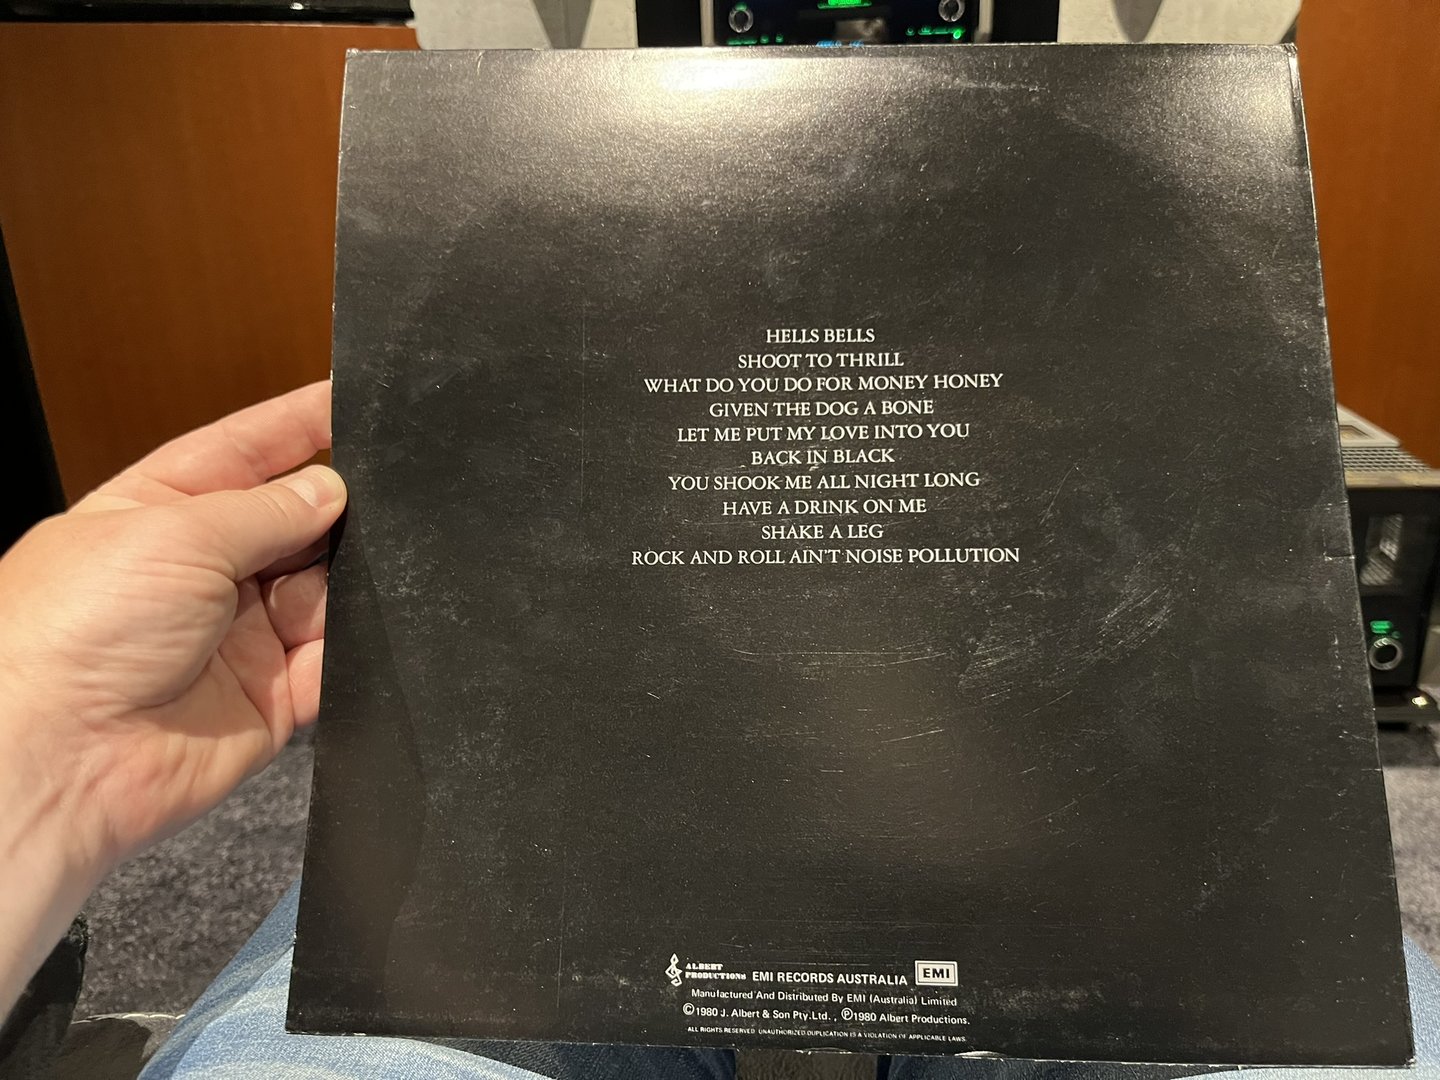 HELLS BELLS
SHOOT TO THRILL
WHAT DO YOU DO FOR MONEY HONEY
GIVEN THE DOG A BONE
LET ME PUT MY LOVE INTO YOU
BACK IN BLACK
YOU SHOOK ME ALL NIGHT LONG
HAVE A DRINK ON ME
SHAKE A LEG
ROCK AND ROLL AIN'T NOISE POLLUTION
ALBERT PRODUCTIONS EMI RECORDS AUSTRALIA EMI
Manufactured And Distributed By EMI (Australia) Limited
©1980 J. Albert & Son Pty.Ltd., ℗1980 Albert Productions.
ALL RIGHTS RESERVED UNAUTHORIZED DUPLICATION IS A VIOLATION OF APPLICABLE LAWS